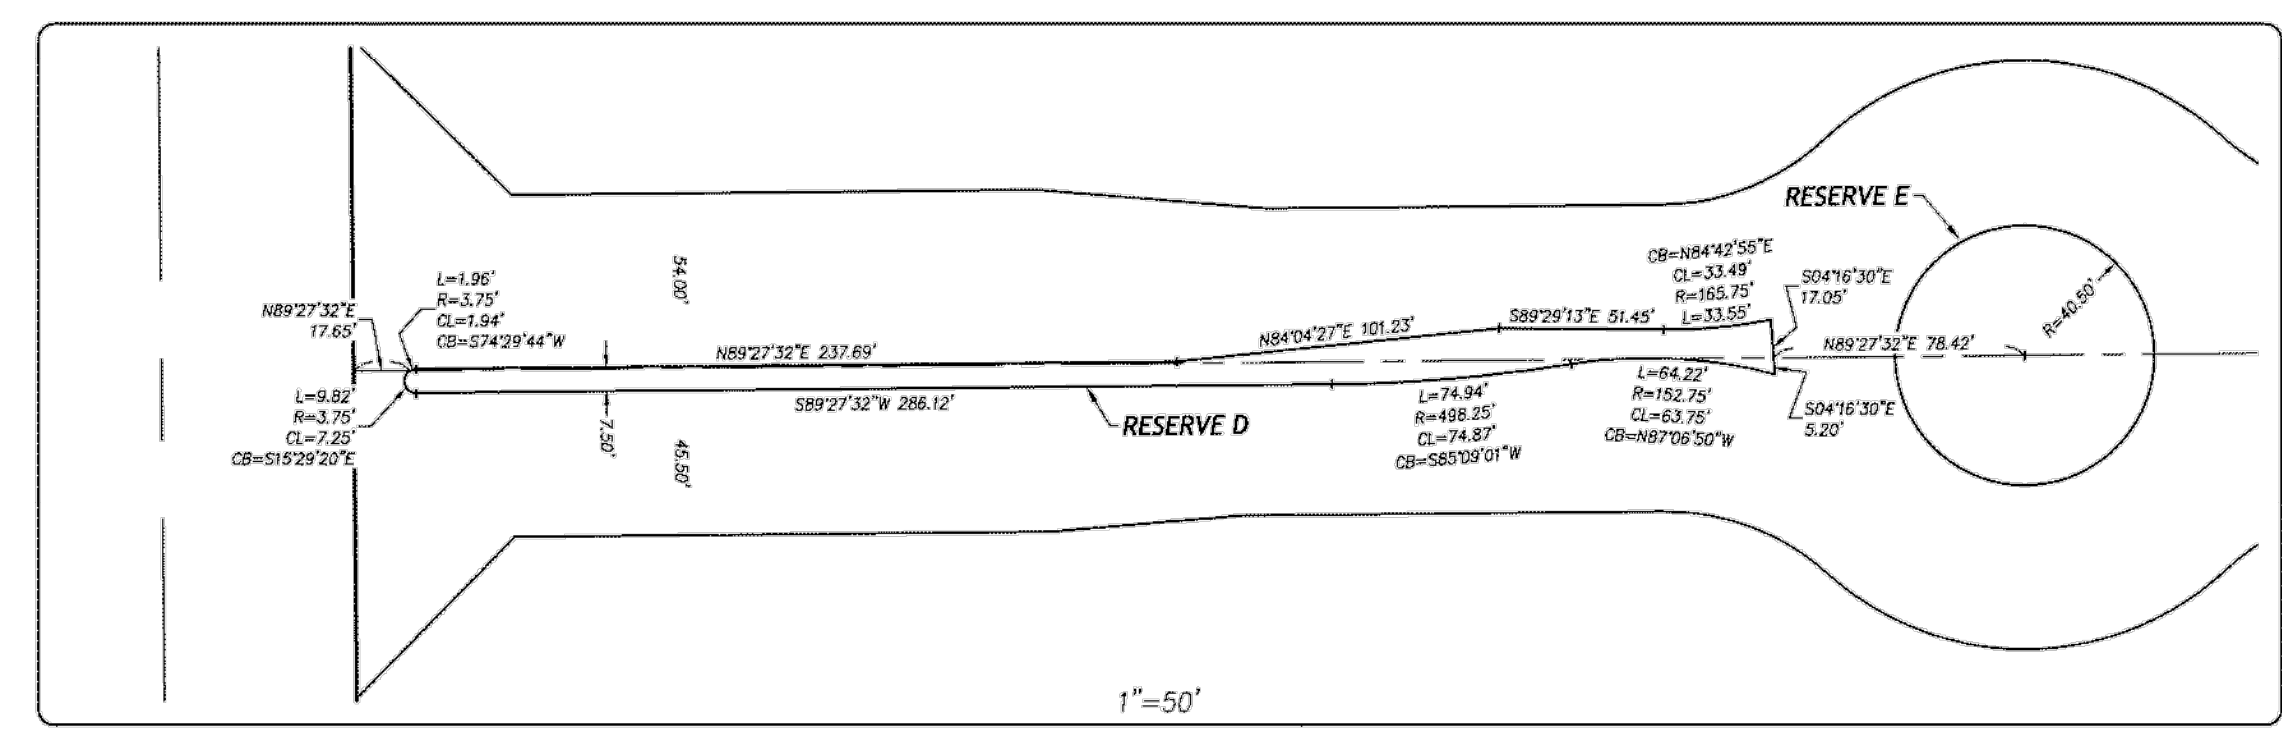 RESERVE E
R=40.50'
CB=N84°42'55"E
CL=33.49'
R=165.75'
L=33.55'
S04°16'30"E
17.05'
54.00'
L=1.96'
R=3.75'
CL=1.94'
CB=S74°29'44"W
N89°27'32"E
17.65'
N89°27'32"E 237.69'
N84°04'27"E 101.23'
S89°29'13"E 51.45'
N89°27'32"E 78.42'
L=9.82'
R=3.75'
CL=7.25'
CB=S15°29'20"E
S89°27'32"W 286.12'
7.50'
45.50'
RESERVE D
L=74.94'
R=498.25'
CL=74.87'
CB=S85°09'01"W
L=64.22'
R=152.75'
CL=63.75'
CB=N87°06'50"W
S04°16'30"E
5.20'
1"=50'